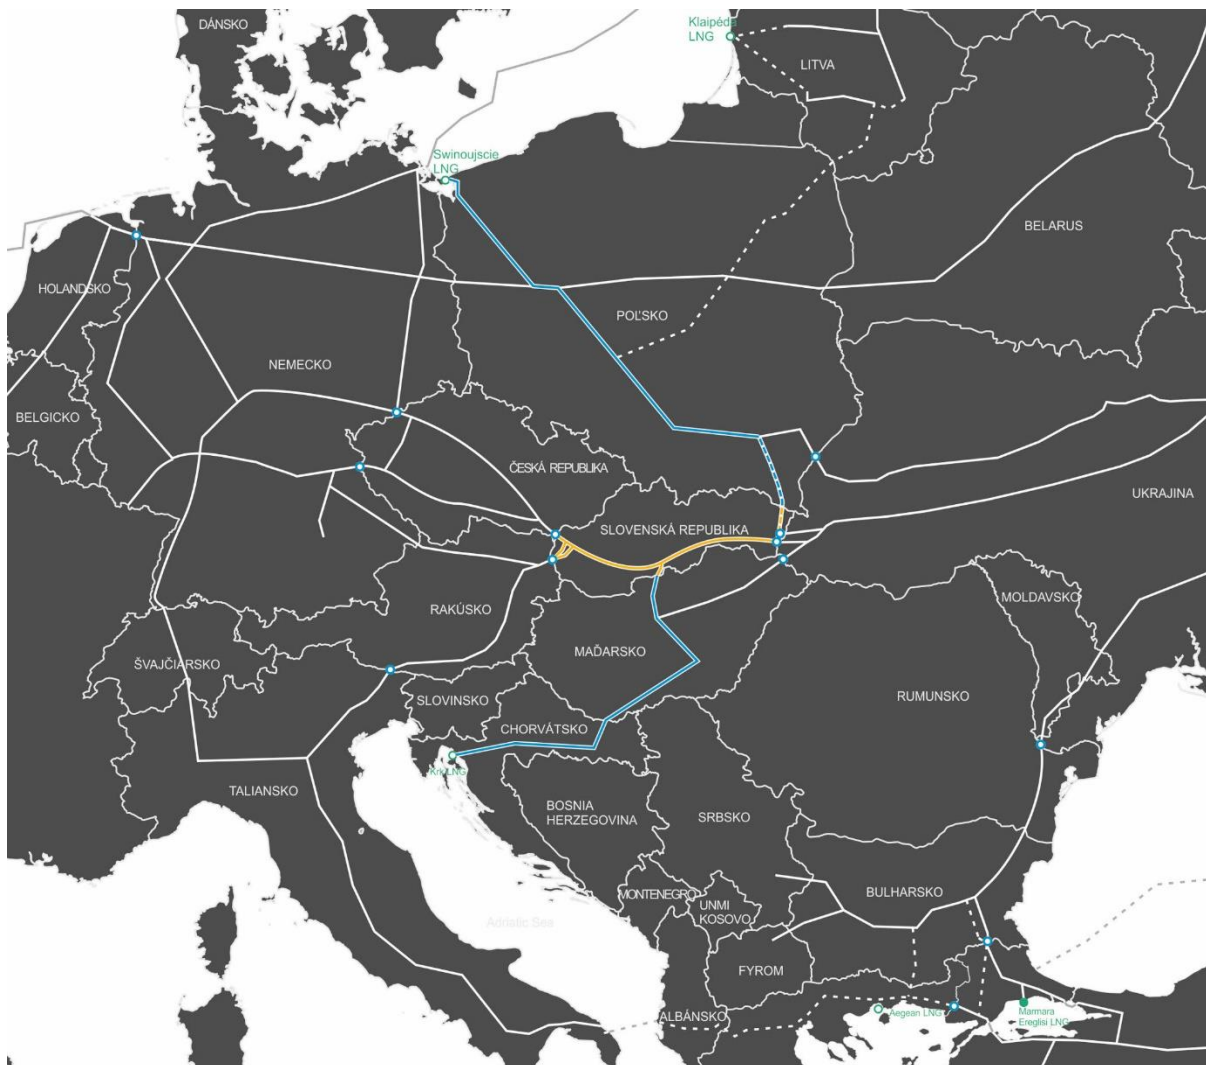 DÁNSKO
Klaipėda
LNG
LITVA
Swinoujscie
LNG
BELARUS
HOLANDSKO
POĽSKO
NEMECKO
BELGICKO
ČESKÁ REPUBLIKA
UKRAJINA
SLOVENSKÁ REPUBLIKA
MOLDAVSKO
RAKÚSKO
MAĎARSKO
ŠVAJČIARSKO
SLOVINSKO
RUMUNSKO
CHORVÁTSKO
Krk LNG
TALIANSKO
BOSNIA
HERZEGOVINA
SRBSKO
MONTENEGRO
BULHARSKO
UNMI
KOSOVO
Adriatic Sea
FYROM
ALBÁNSKO
Aegean LNG
Marmara
Ereglisi LNG